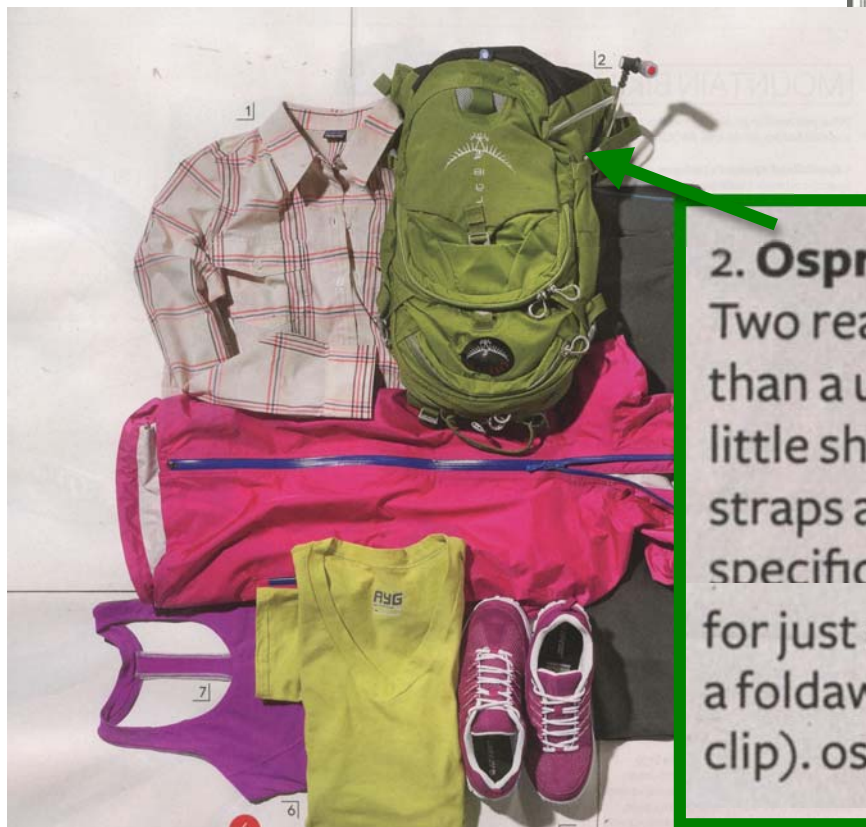 1
2
AYG
7
6
2. Ospr
Two rea
than a u
little sh
straps a
specific
for just
a foldaw
clip). os